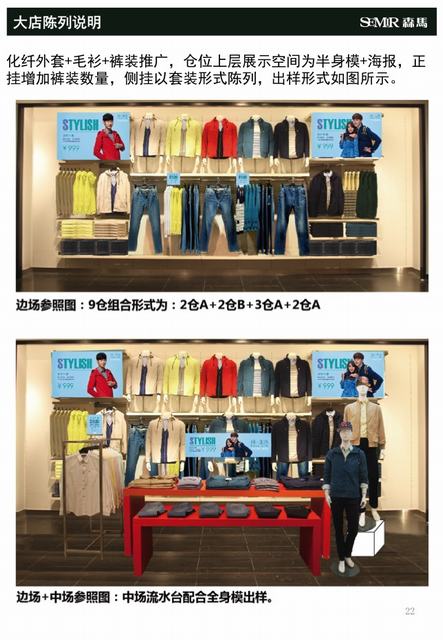 大店陈列说明
SEMIR 森馬
化纤外套+毛衫+裤装推广，仓位上层展示空间为半身模+海报，正
挂增加裤装数量，侧挂以套装形式陈列，出样形式如图所示。
STYLISH
¥999
STYLISH
¥999
边场参照图：9仓组合形式为：2仓A+2仓B+3仓A+2仓A
STYLISH
¥999
STYLISH
¥999
STYLISH
¥999
边场+中场参照图：中场流水台配合全身模出样。
22